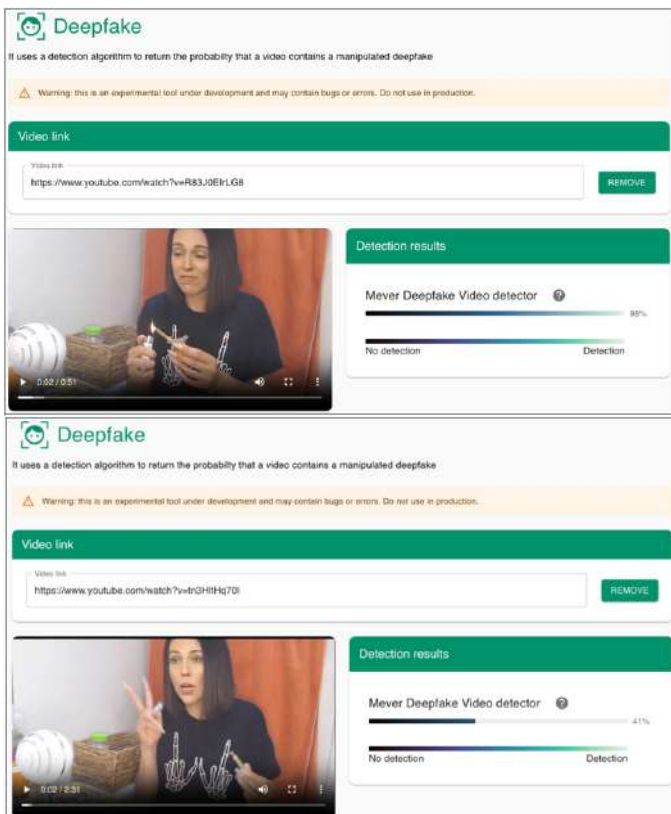 Deepfake
It uses a detection algorithm to return the probabilty that a video contains a manipulated deepfake
Warning: this is an experimental tool under development and may contain bugs or errors. Do not use in production.
Video link
Video link
https://www.youtube.com/watch?v=R83J0EIrLG8
REMOVE
Detection results
Mever Deepfake Video detector ?
98%
No detection Detection
0:02 / 0:51
Deepfake
It uses a detection algorithm to return the probabilty that a video contains a manipulated deepfake
Warning: this is an experimental tool under development and may contain bugs or errors. Do not use in production.
Video link
Video link
https://www.youtube.com/watch?v=tn3HItHq70I
REMOVE
Detection results
Mever Deepfake Video detector ?
41%
No detection Detection
0:02 / 2:31